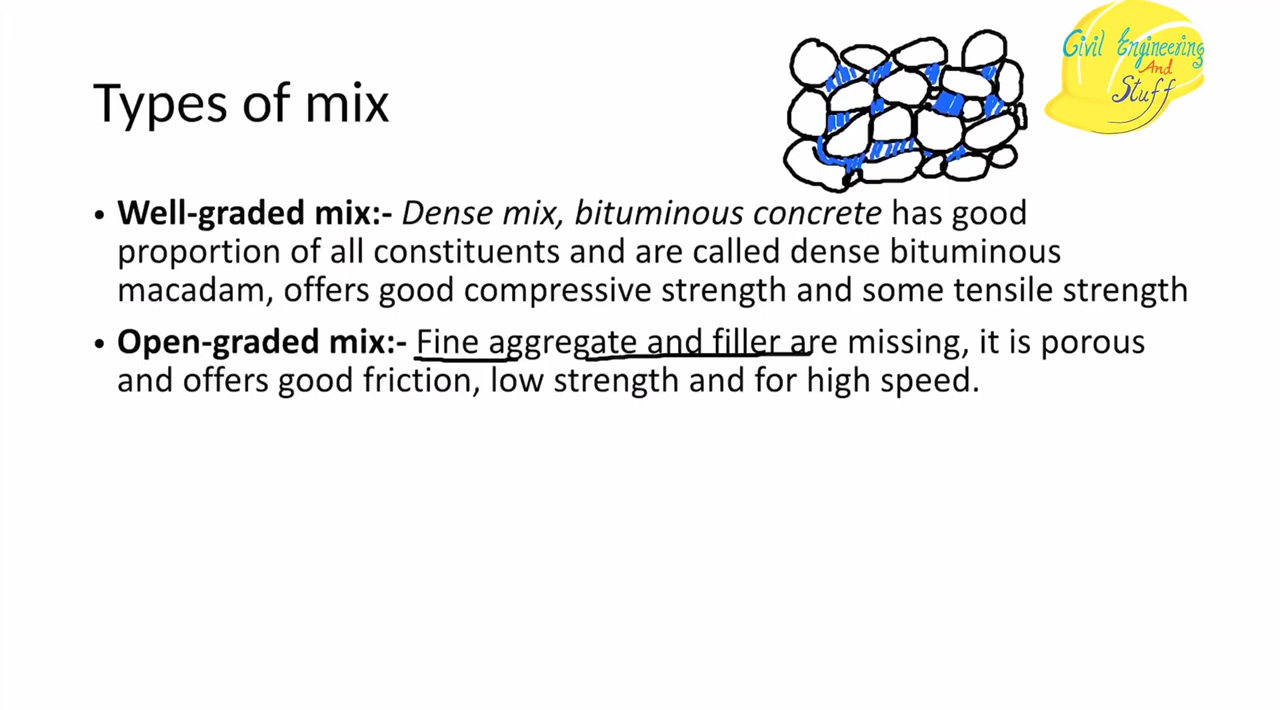 Civil Engineering
And
Stuff
Types of mix
• Well-graded mix:- Dense mix, bituminous concrete has good
proportion of all constituents and are called dense bituminous
macadam, offers good compressive strength and some tensile strength
• Open-graded mix:- Fine aggregate and filler are missing, it is porous
and offers good friction, low strength and for high speed.